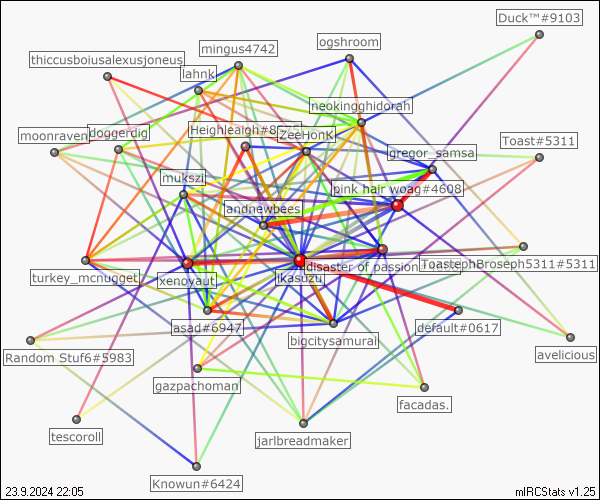 Duck™#9103
ogshroom
mingus4742
thiccusboiusalexusjoneus
lahnk
neokingghidorah
Heighleigh#8
doggerdig
moonraven
ZeeHonk
Toast#5311
gregor_samsa
mukszi
pink hair woag#4608
andnewbees
disaster of passion
ToastephBroseph5311#5311
turkey_mcnugget
xenovaut
ikasuzu
asad#6947
default#0617
bigcitysamurai
Random Stuf6#5983
avelicious
gazpachoman
facadas.
tescoroll
jarlbreadmaker
Knowun#6424
23.9.2024 22:05
mIRCStats v1.25